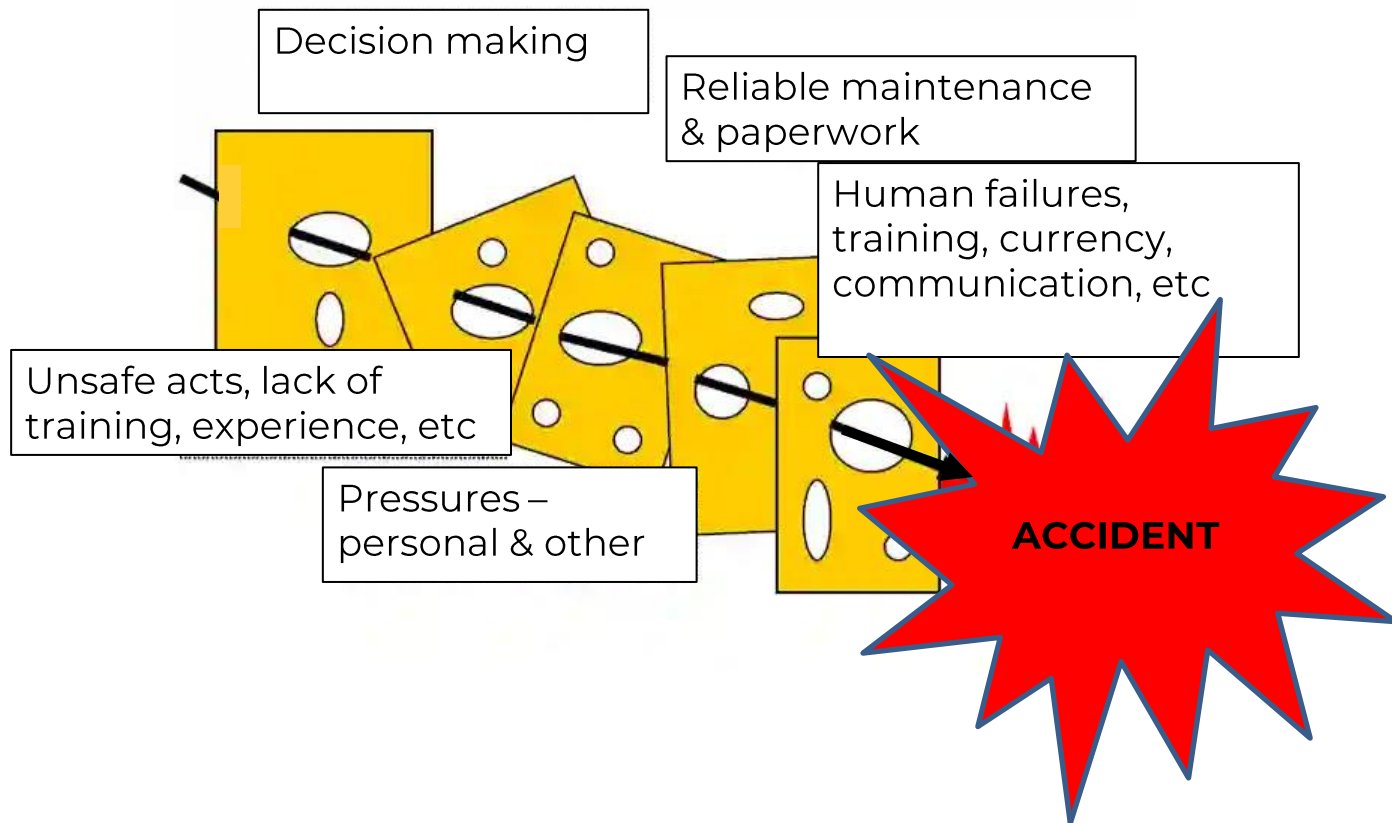 Decision making
Reliable maintenance
& paperwork
Human failures,
training, currency,
communication, etc
Unsafe acts, lack of
training, experience, etc
Pressures –
personal & other
ACCIDENT